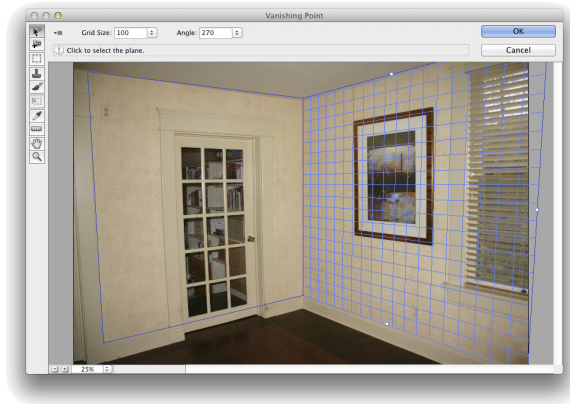 Vanishing Point
Grid Size: 100 Angle: 270 OK
Click to select the plane. Cancel
25%